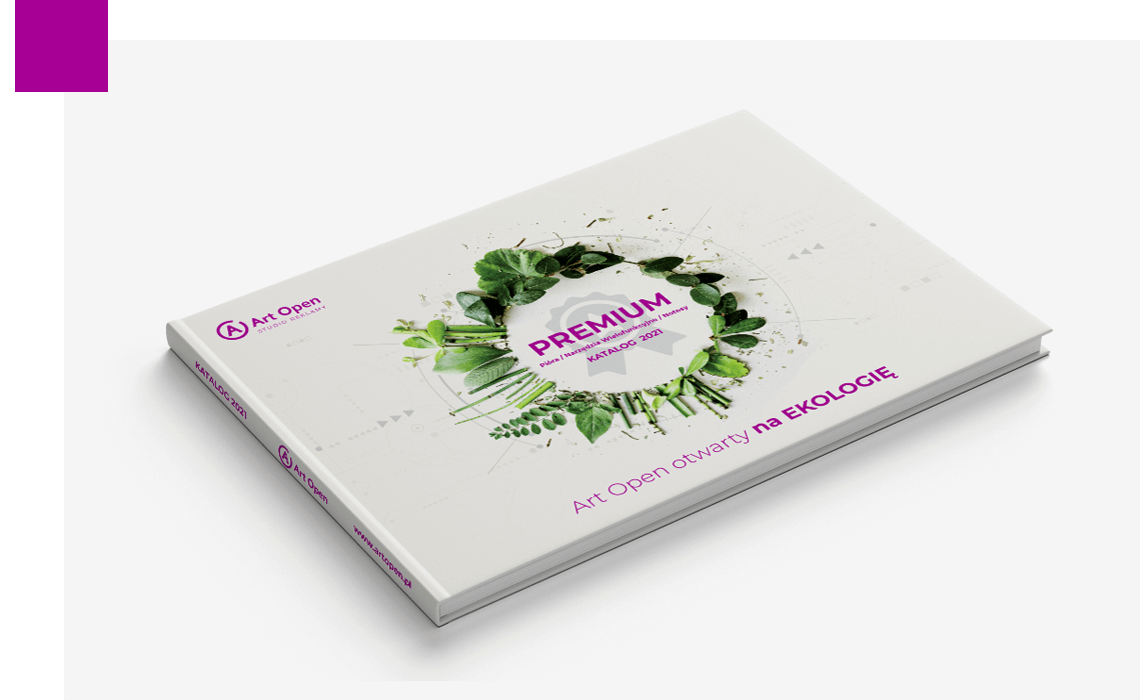 Art Open
STUDIO REKLAMY
PREMIUM
Pióra / Narzędzia Wielofunkcyjne / Notesy
KATALOG 2021
Art Open otwarty na EKOLOGIĘ
KATALOG 2021
Art Open
www.artopen.pl